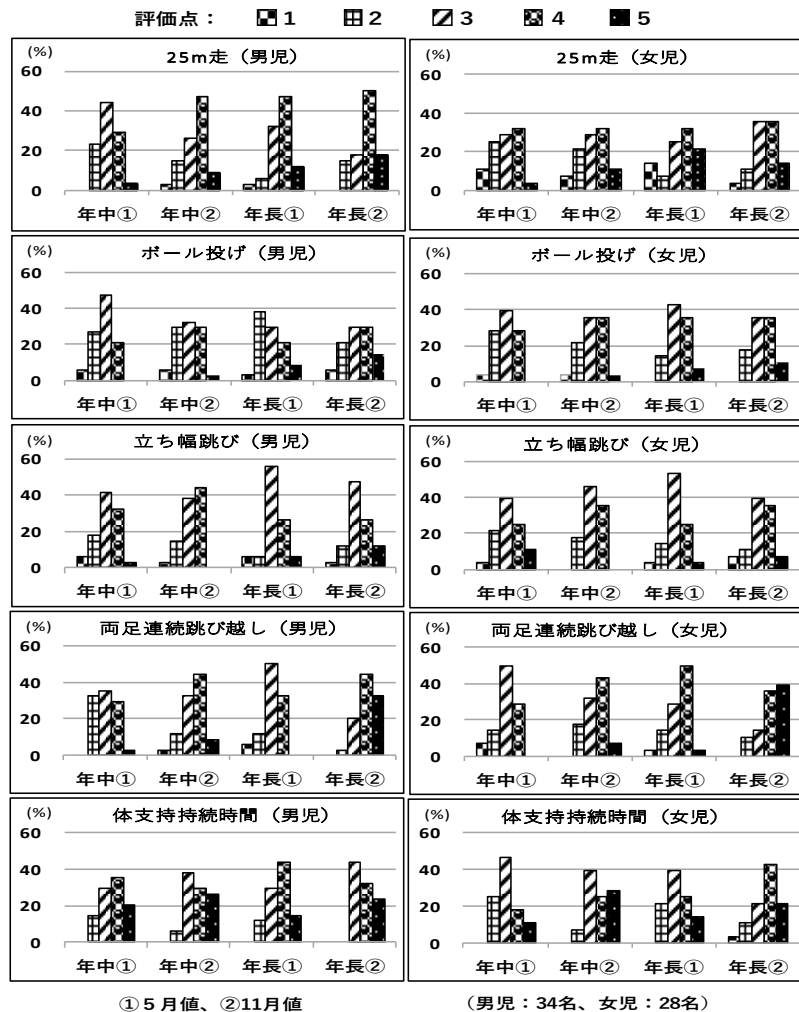 評価点： 1 2 3 4 5
25m走（男児）
(%)
60
40
20
0
年中① 年中② 年長① 年長②
25m走（女児）
(%)
60
40
20
0
年中① 年中② 年長① 年長②
ボール投げ（男児）
(%)
60
40
20
0
年中① 年中② 年長① 年長②
ボール投げ（女児）
(%)
60
40
20
0
年中① 年中② 年長① 年長②
立ち幅跳び（男児）
(%)
60
40
20
0
年中① 年中② 年長① 年長②
立ち幅跳び（女児）
(%)
60
40
20
0
年中① 年中② 年長① 年長②
両足連続跳び越し（男児）
(%)
60
40
20
0
年中① 年中② 年長① 年長②
両足連続跳び越し（女児）
(%)
60
40
20
0
年中① 年中② 年長① 年長②
体支持持続時間（男児）
(%)
60
40
20
0
年中① 年中② 年長① 年長②
体支持持続時間（女児）
(%)
60
40
20
0
年中① 年中② 年長① 年長②
①５月値、②11月値
（男児：34名、女児：28名）